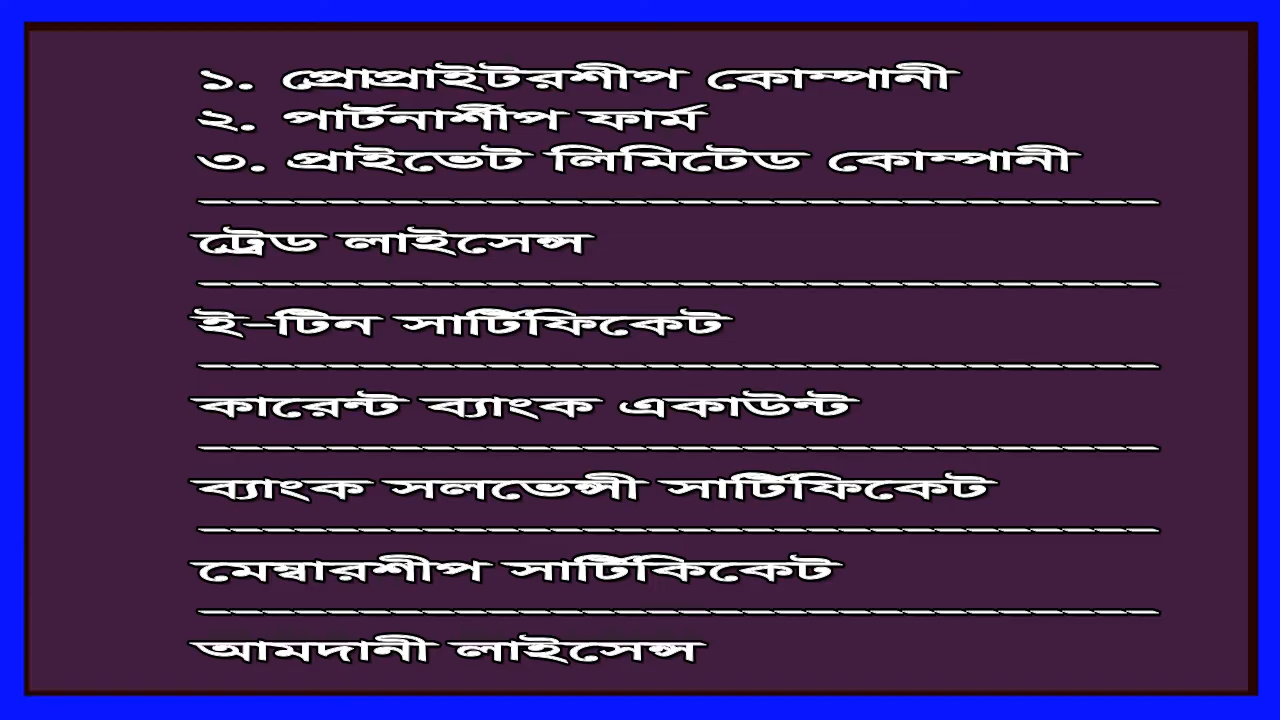 ১. প্রোপ্রাইটরশীপ কোম্পানী
২. পার্টনার্শীপ ফার্ম
৩. প্রাইভেট লিমিটেড কোম্পানী
ট্রেড লাইসেন্স
ই-টিন সার্টিফিকেট
কারেন্ট ব্যাংক একাউন্ট
ব্যাংক সলভেন্সী সার্টিফিকেট
মেম্বারশীপ সার্টিকিকেট
আমদানী লাইসেন্স